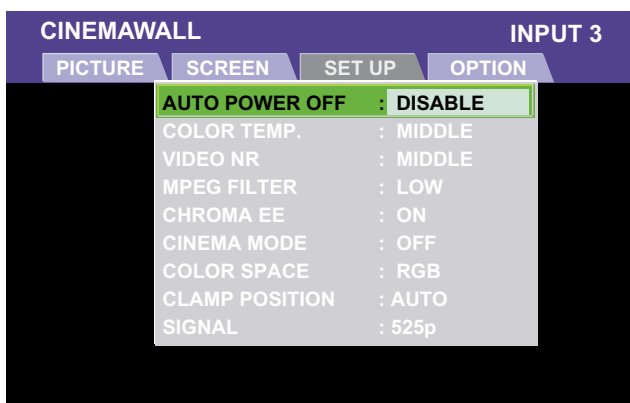 CINEMAWALL INPUT 3
PICTURE SCREEN SET UP OPTION
AUTO POWER OFF : DISABLE
COLOR TEMP. : MIDDLE
VIDEO NR : MIDDLE
MPEG FILTER : LOW
CHROMA EE : ON
CINEMA MODE : OFF
COLOR SPACE : RGB
CLAMP POSITION : AUTO
SIGNAL : 525p